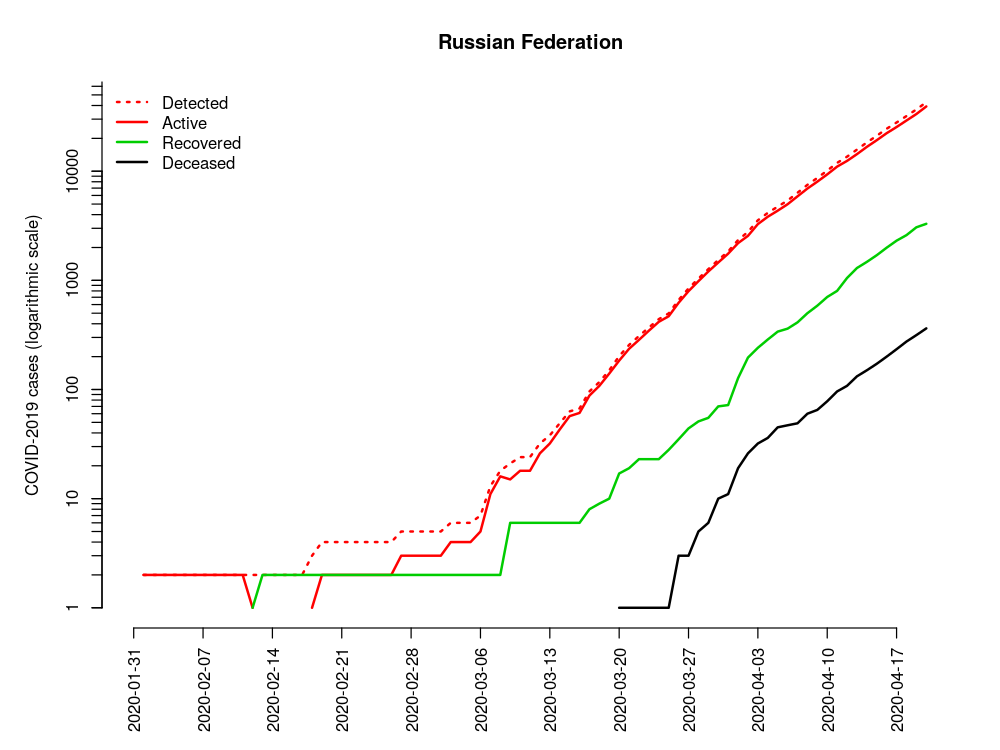 Russian Federation
Detected
Active
Recovered
Deceased
COVID-2019 cases (logarithmic scale)
10000
1000
100
10
1
2020-01-31
2020-02-07
2020-02-14
2020-02-21
2020-02-28
2020-03-06
2020-03-13
2020-03-20
2020-03-27
2020-04-03
2020-04-10
2020-04-17